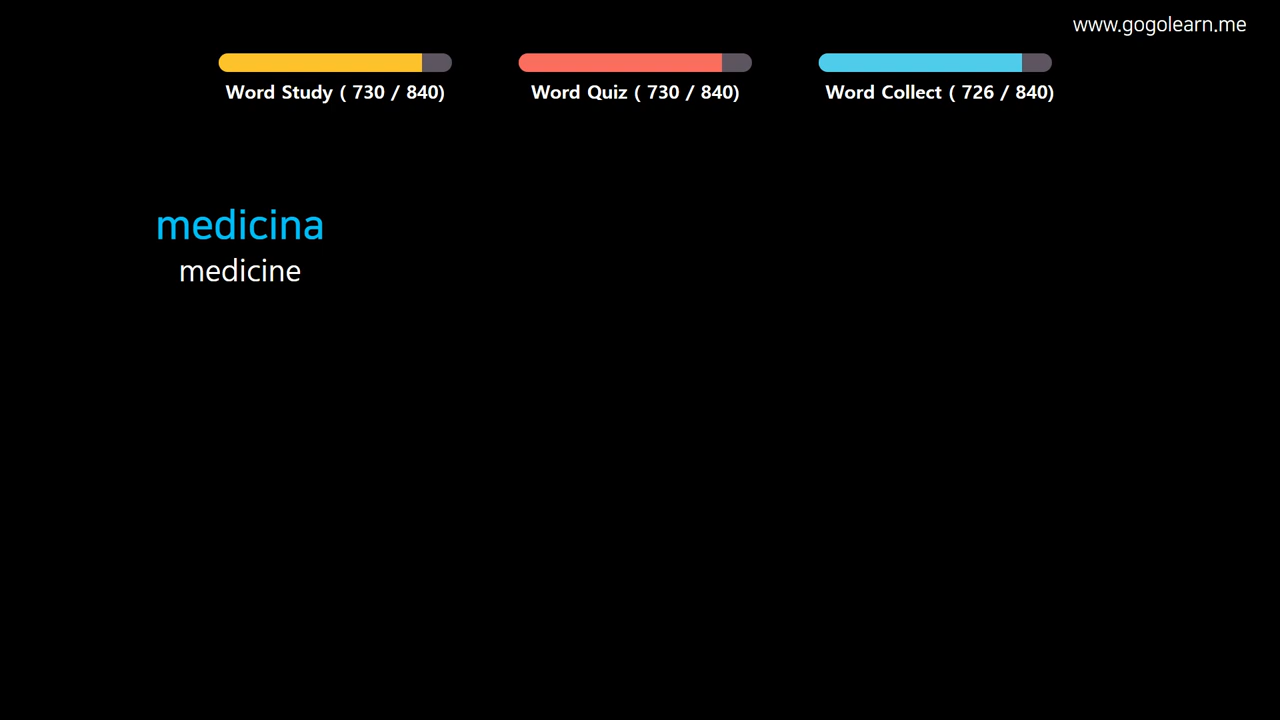 www.gogolearn.me
Word Study ( 730 / 840)
Word Quiz ( 730 / 840)
Word Collect ( 726 / 840)
medicina
medicine